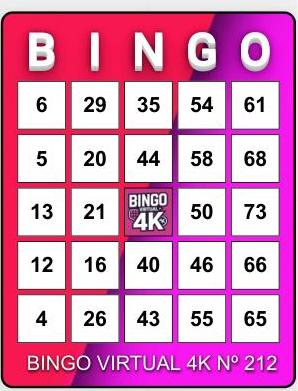 B I N G O
6 29 35 54 61
5 20 44 58 68
13 21 BINGO VIRTUAL 4K 50 73
12 16 40 46 66
4 26 43 55 65
BINGO VIRTUAL 4K Nº 212